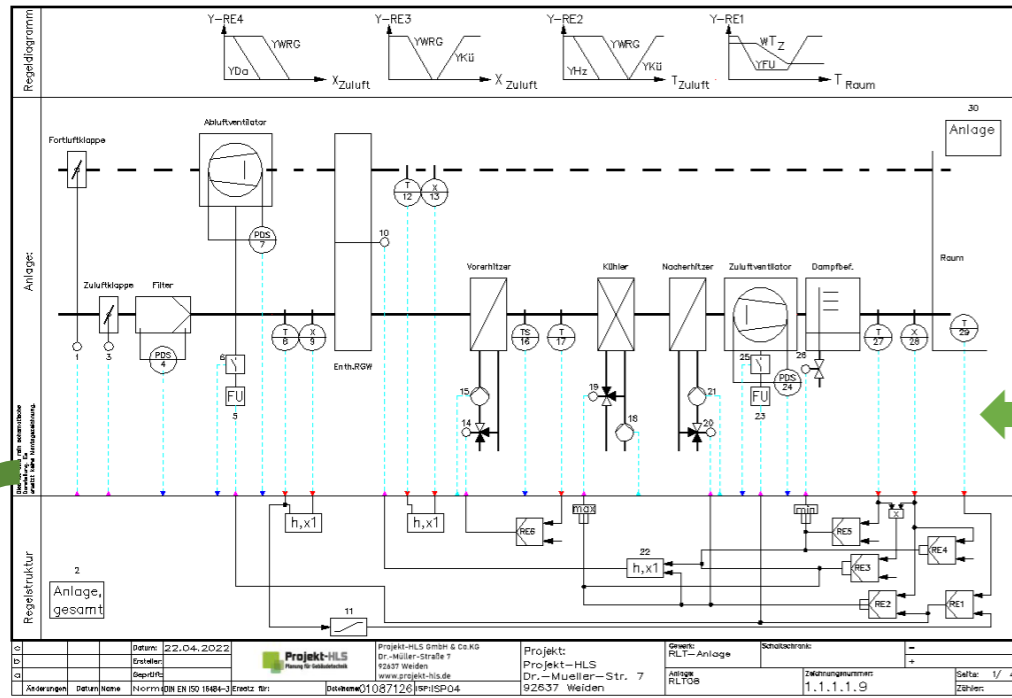 Regeldiagramm
Y-RE4
YDa
YWRG
X Zuluft
Y-RE3
YWRG
YKü
X Zuluft
Y-RE2
YHz
YWRG
YKü
T Zuluft
Y-RE1
WT Z
YFU
T Raum
Anlage:
30
Anlage
Fortluftklappe
Abluftventilator
PDS
7
T
12
X
13
10
Raum
Zuluftklappe
Filter
Vorerhitzer
Kühler
Nacherhitzer
Zuluftventilator
Dampfbef.
1
3
PDS
4
6
FU
5
T
8
X
9
Enth.RGW
15
14
TS
16
T
17
19
18
21
20
25
FU
23
PDS
24
26
T
27
X
28
T
29
Regelstruktur
2
Anlage,
gesamt
h,x1
h,x1
RE6
max
22
h,x1
min
x
RE5
RE4
RE3
RE2
RE1
11
c
b
a
Änderungen
Datum
Name
Datum:
22.04.2022
Ersteller:
Geprüft:
Norm:
DIN EN ISO 16484-3
Ersetzt für:
Projekt-HLS
Planung für Gebäudetechnik
Projekt-HLS GmbH & Co.KG
Dr.-Müller-Straße 7
92637 Weiden
www.projekt-hls.de
Dateiname:
01087126
ISP:ISP04
Projekt:
Projekt-HLS
Dr.-Mueller-Str. 7
92637 Weiden
Gewerk:
RLT-Anlage
Schaltschrank:
Anlage:
RLT08
Zeichnungsnummer:
1.1.1.1.9
=
+
Seite: 1/
Zähler: